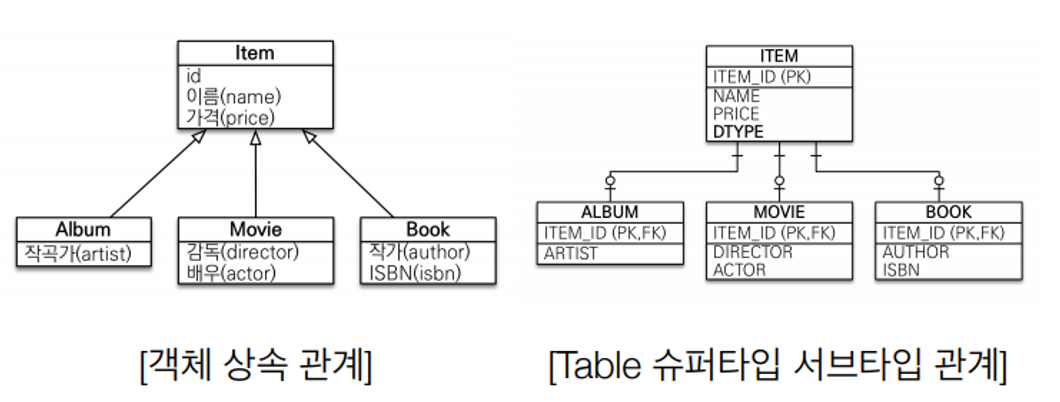 Item
id
이름(name)
가격(price)
Album
작곡가(artist)
Movie
감독(director)
배우(actor)
Book
작가(author)
ISBN(isbn)
[객체 상속 관계]
ITEM
ITEM_ID (PK)
NAME
PRICE
DTYPE
ALBUM
ITEM_ID (PK,FK)
ARTIST
MOVIE
ITEM_ID (PK,FK)
DIRECTOR
ACTOR
BOOK
ITEM_ID (PK,FK)
AUTHOR
ISBN
[Table 슈퍼타입 서브타입 관계]